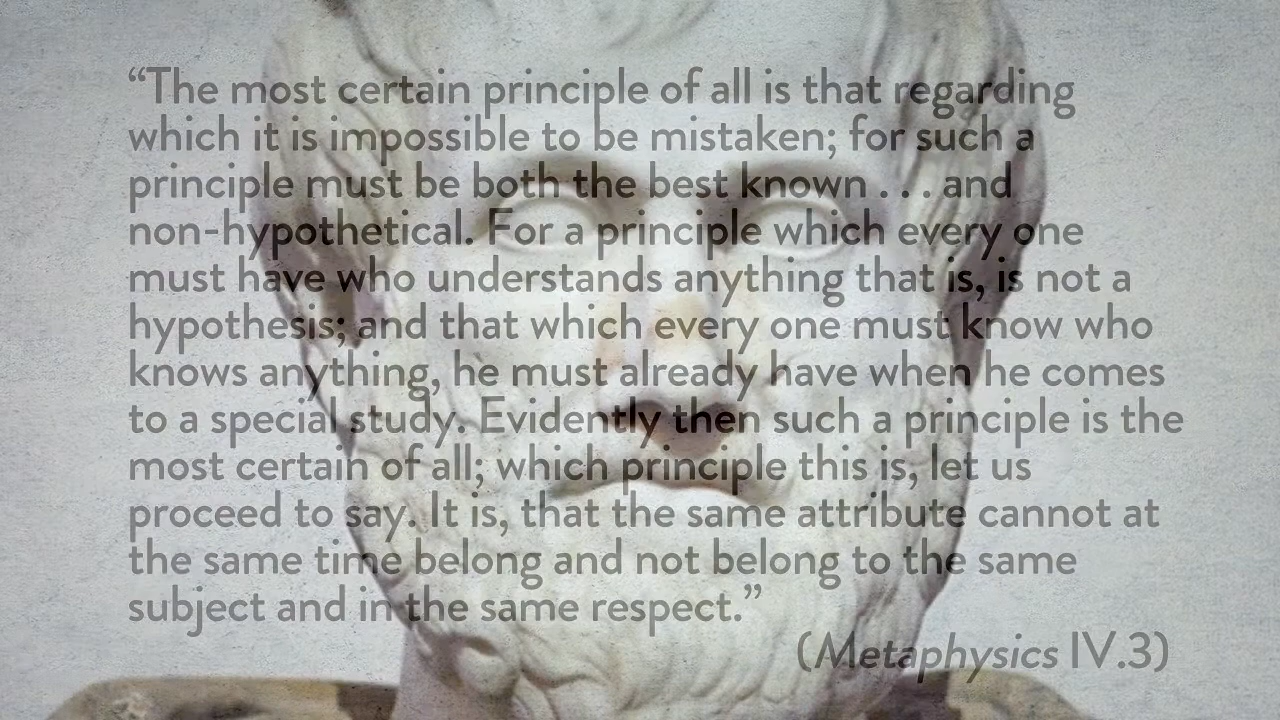 “The most certain principle of all is that regarding
which it is impossible to be mistaken; for such a
principle must be both the best known . . . and
non-hypothetical. For a principle which every one
must have who understands anything that is, is not a
hypothesis; and that which every one must know who
knows anything, he must already have when he comes
to a special study. Evidently then such a principle is the
most certain of all; which principle this is, let us
proceed to say. It is, that the same attribute cannot at
the same time belong and not belong to the same
subject and in the same respect.”
(Metaphysics IV.3)